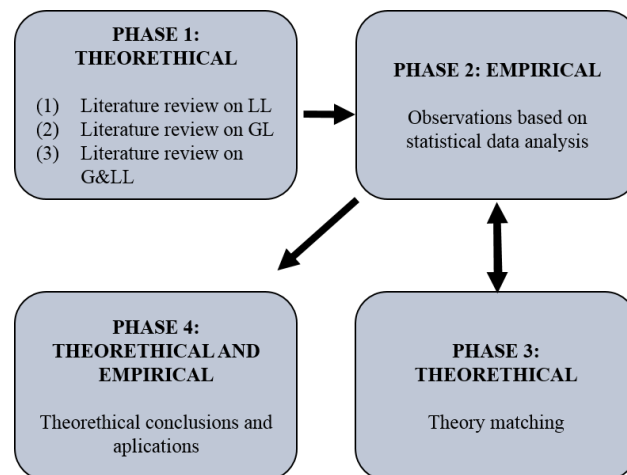 PHASE 1:
THEORETHICAL
(1) Literature review on LL
(2) Literature review on GL
(3) Literature review on
G&LL
PHASE 2: EMPIRICAL
Observations based on
statistical data analysis
PHASE 4:
THEORETHICAL AND
EMPIRICAL
Theorethical conclusions and
aplications
PHASE 3:
THEORETHICAL
Theory matching